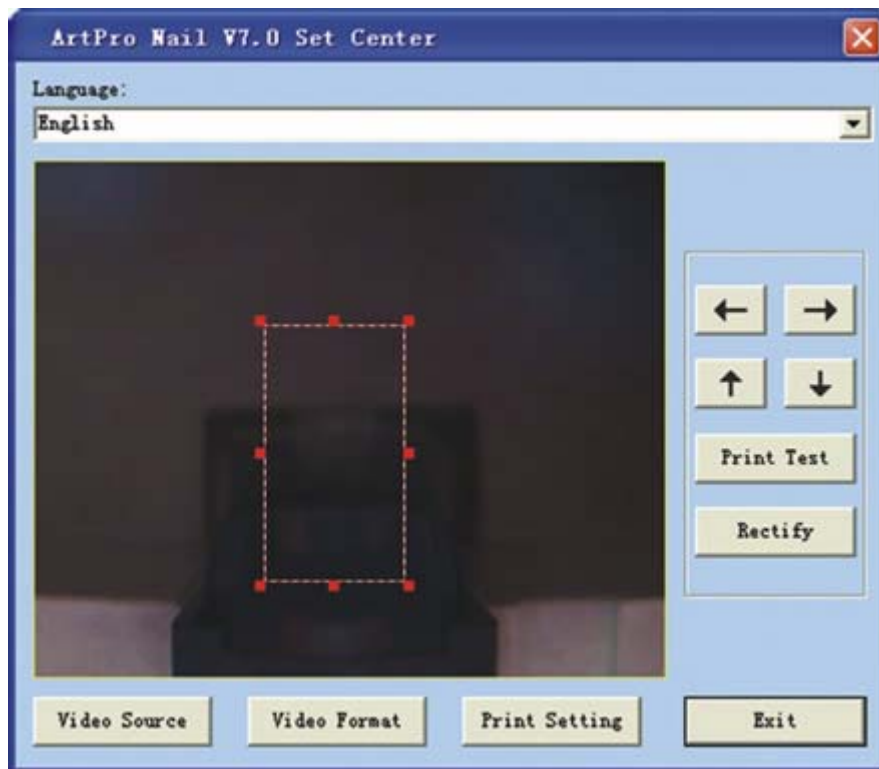 ArtPro Nail V7.0 Set Center
Language:
English
Print Test
Rectify
Video Source
Video Format
Print Setting
Exit